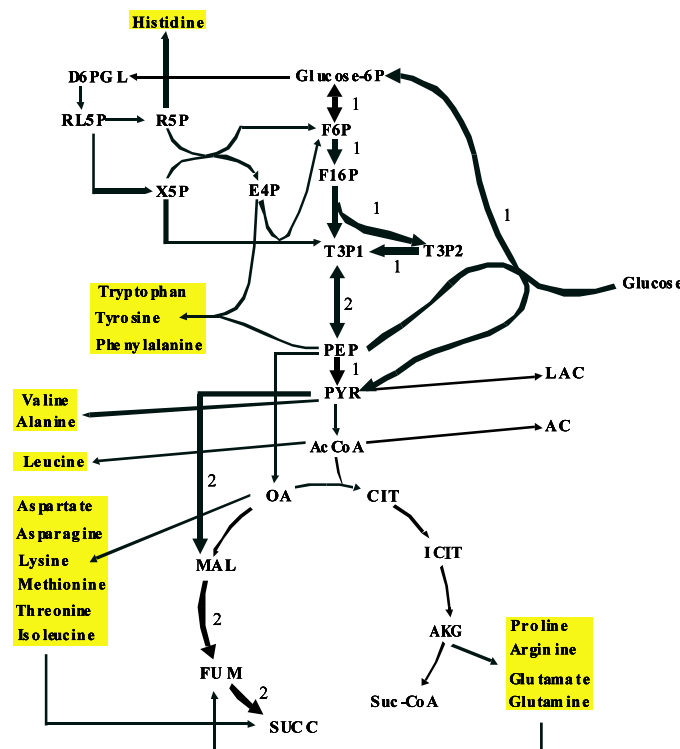 Histidine
D6PGL
Glucose-6P
1
RL5P
R5P
F6P
1
F16P
X5P
E4P
1
1
T3P1
T3P2
1
Glucose
Tryptophan
Tyrosine
Phenylalanine
2
PEP
1
PYR
LAC
Valine
Alanine
AC
AcCoA
Leucine
2
OA
CIT
Aspartate
Asparagine
Lysine
Methionine
Threonine
Isoleucine
ICIT
MAL
2
AKG
Proline
Arginine
Glutamate
Glutamine
FUM
2
Suc-CoA
SUCC